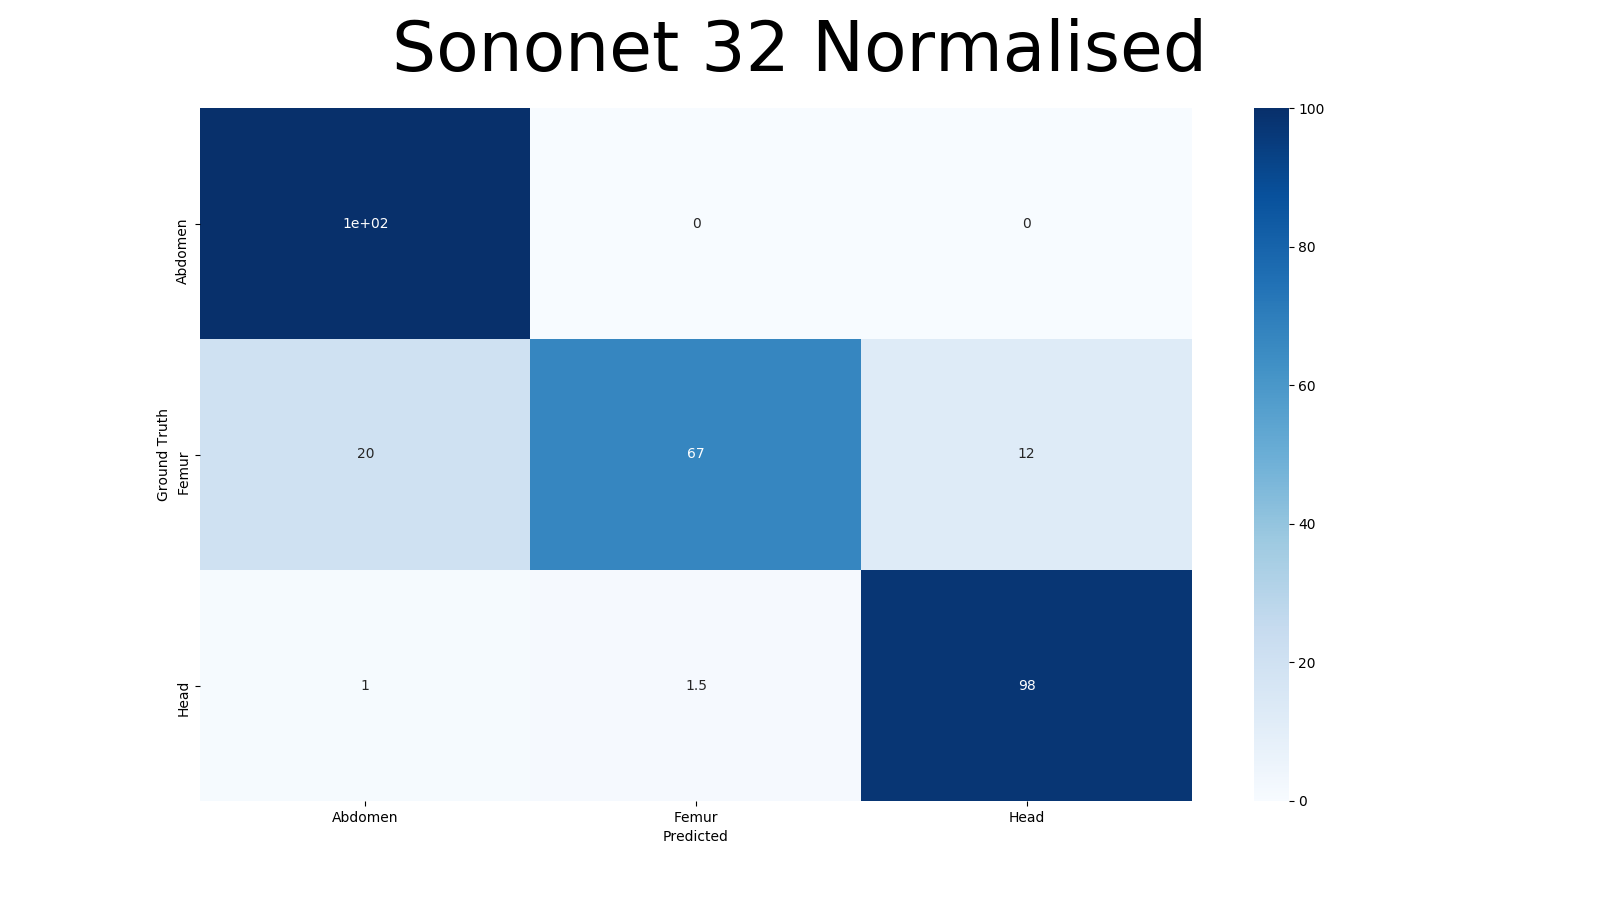 Sononet 32 Normalised
Ground Truth
Abdomen
1e+02
0
0
Femur
20
67
12
Head
1
1.5
98
Abdomen
Femur
Head
Predicted
100
80
60
40
20
0